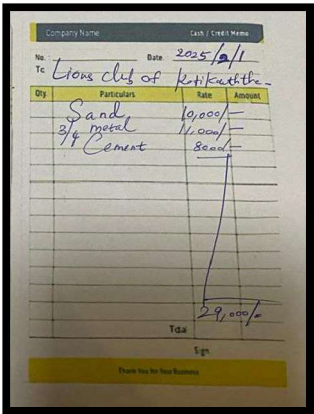 Company Name Cash / Credit Memo
No. : Date 2025/2/1
To Lions club of
Qty. Particulars Rate Amount
Sand 10,000/-
3/4 metal 11,000/-
Cement 8000/-
29,000/-
Total
Sign
Thank You for Your Business